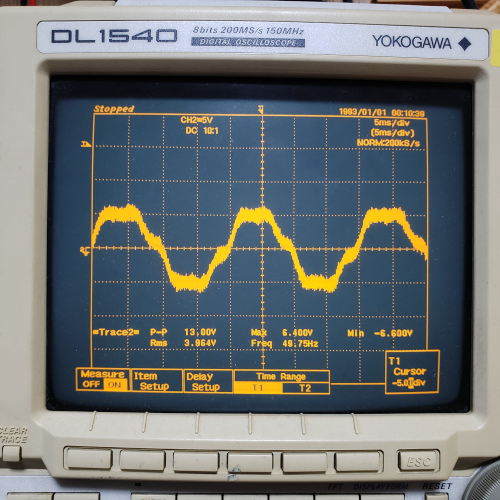 DL1540 8bits 200MS/s 150MHz
DIGITAL OSCILLOSCOPE
YOKOGAWA
Stopped 1993/01/01 00:10:39
CH2=5V 5ms/div
DC 10:1 (5ms/div)
NORM:200kS/s
=Trace2= P-P 13.00V Max 6.400V Min -6.600V
Rms 3.964V Freq 49.75Hz
T1
Cursor
-5.0div
Measure
OFF ON
Item
Setup
Delay
Setup
Time Range
T1 T2
CLEAR
TRACE
ESC
RESET